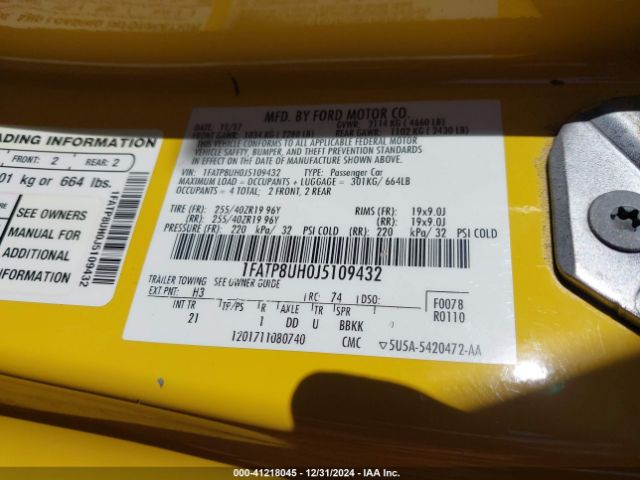 MFD. BY FORD MOTOR CO.
DATE: 11/17 GVWR: 2114 KG ( 4660 LB)
FRONT GAWR: 1034 KG ( 2280 LB) REAR GAWR: 1102 KG ( 2430 LB)
THIS VEHICLE CONFORMS TO ALL APPLICABLE FEDERAL MOTOR
VEHICLE SAFETY, BUMPER, AND THEFT PREVENTION STANDARDS
IN EFFECT ON THE DATE OF MANUFACTURE SHOWN ABOVE.
VIN: 1FATP8UH0J5109432 TYPE: Passenger Car
MAXIMUM LOAD = OCCUPANTS + LUGGAGE = 301KG/ 664LB
OCCUPANTS = 4 TOTAL; 2 FRONT, 2 REAR
TIRE (FR): 255/40ZR19 96Y RIMS (FR): 19x9.0J
(RR): 255/40ZR19 96Y (RR): 19x9.0J
PRESSURE (FR): 220 kPa/ 32 PSI COLD (RR): 220 kPa/ 32 PSI COLD
1FATP8UH0J5109432
TRAILER TOWING SEE OWNER GUIDE
EXT PNT: H3 RC: 74 DSO: F0078
INT TR TP/PS R AXLE TR SPR R0110
21 1 DD U BBKK
1201711080740 CMC 5U5A-5420472-AA
ADING INFORMATION
FRONT: 2 REAR: 2
01 kg or 664 lbs.
SEE OWNERS
MANUAL FOR
ADDITIONAL
INFORMATION
1FATP8UH0J5109432
000-41218045 - 12/31/2024 - IAA Inc.